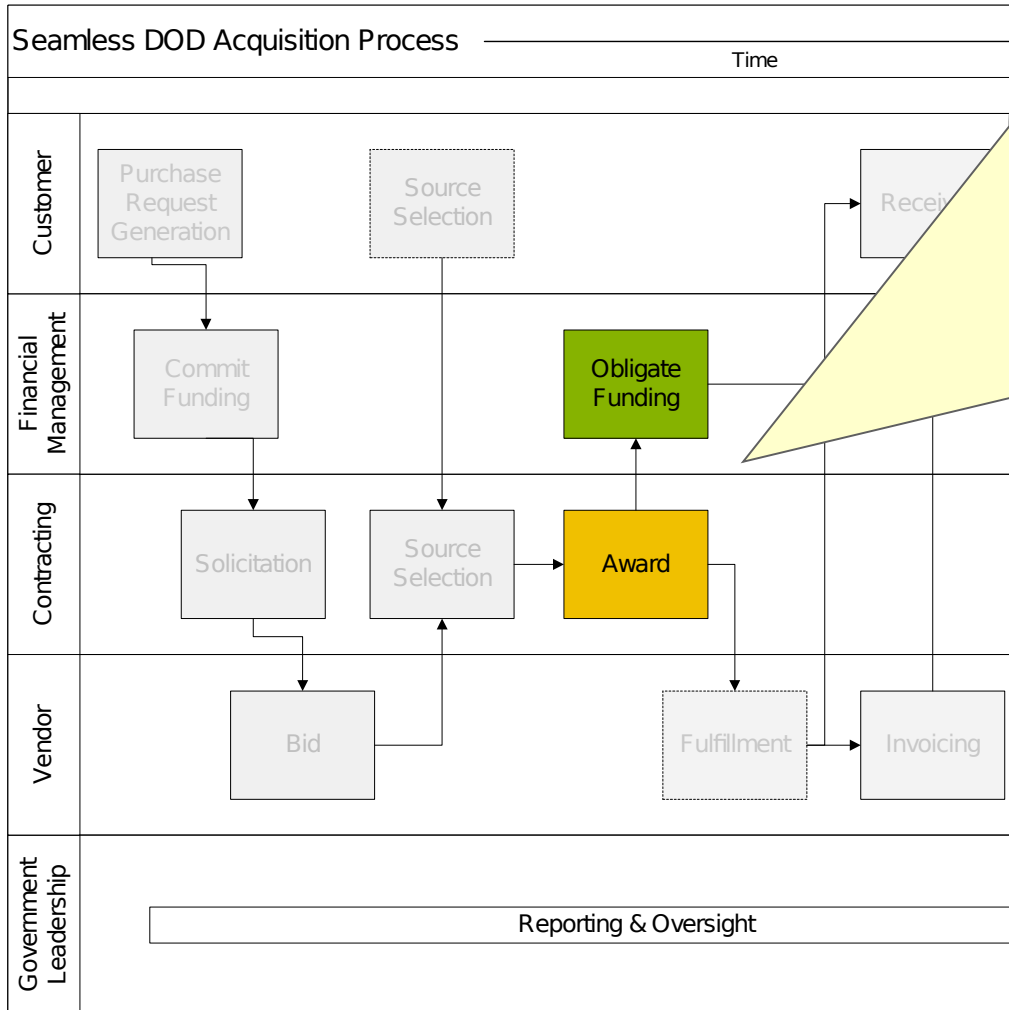 Seamless DOD Acquisition Process
Time
Customer
Purchase
Request
Generation
Source
Selection
Financial
Management
Commit
Funding
Obligate
Funding
Contracting
Solicitation
Source
Selection
Award
Vendor
Bid
Fulfillment
Invoicing
Government
Leadership
Reporting & Oversight